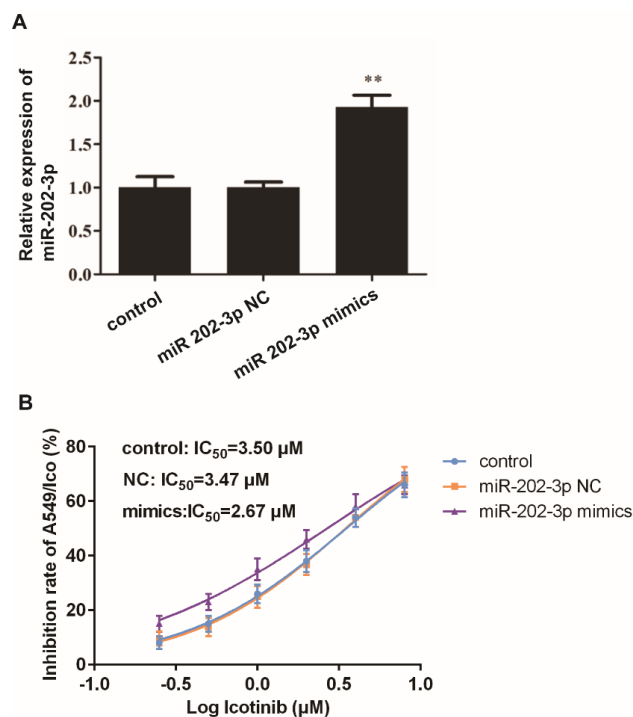 A
Relative expression of
miR-202-3p
2.5
2.0
1.5
1.0
0.5
0.0
**
control
miR 202-3p NC
miR 202-3p mimics
B
Inhibition rate of A549/Ico (%)
80
60
40
20
0
control: IC50=3.50 μM
NC: IC50=3.47 μM
mimics:IC50=2.67 μM
control
miR-202-3p NC
miR-202-3p mimics
-1.0 -0.5 0.0 0.5 1.0
Log Icotinib (μM)